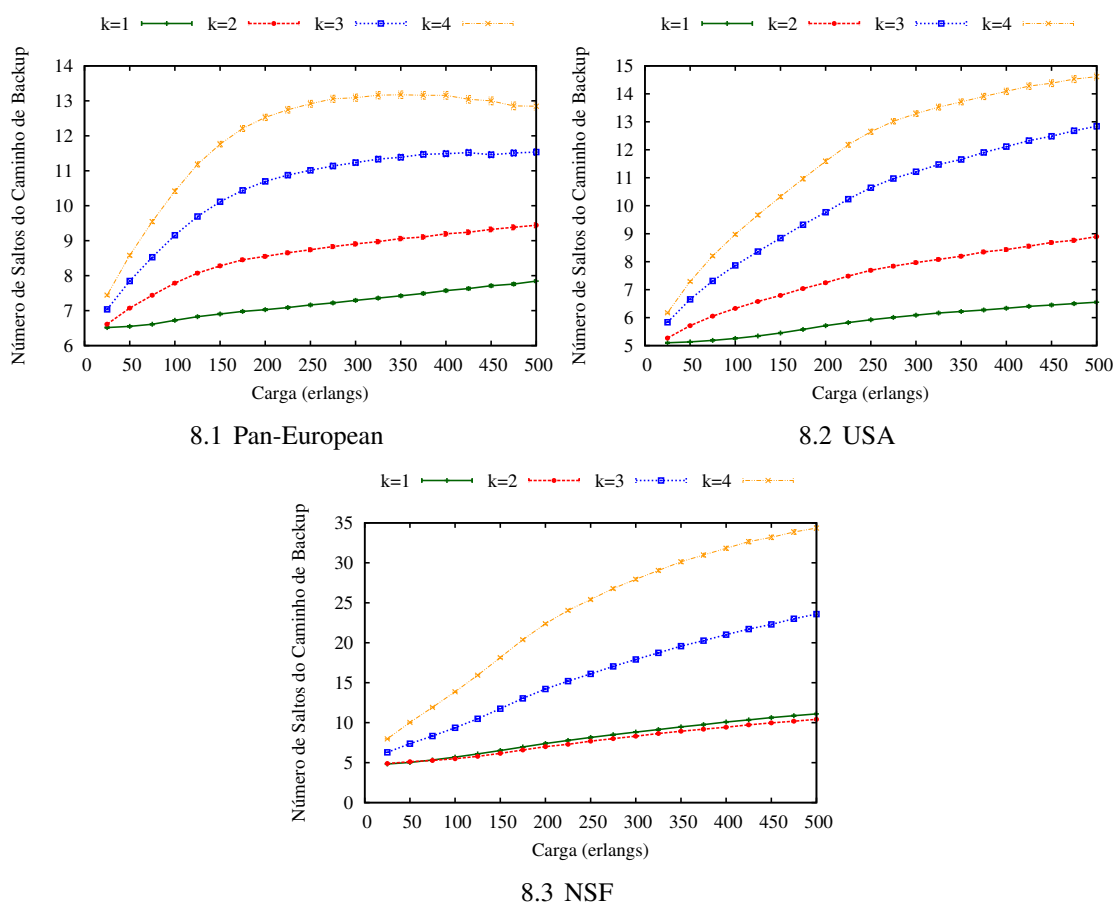 k=1 k=2 k=3 k=4
Número de Saltos do Caminho de Backup
14
13
12
11
10
9
8
7
6
0 50 100 150 200 250 300 350 400 450 500
Carga (erlangs)
8.1 Pan-European
k=1 k=2 k=3 k=4
Número de Saltos do Caminho de Backup
15
14
13
12
11
10
9
8
7
6
5
0 50 100 150 200 250 300 350 400 450 500
Carga (erlangs)
8.2 USA
k=1 k=2 k=3 k=4
Número de Saltos do Caminho de Backup
35
30
25
20
15
10
5
0
0 50 100 150 200 250 300 350 400 450 500
Carga (erlangs)
8.3 NSF